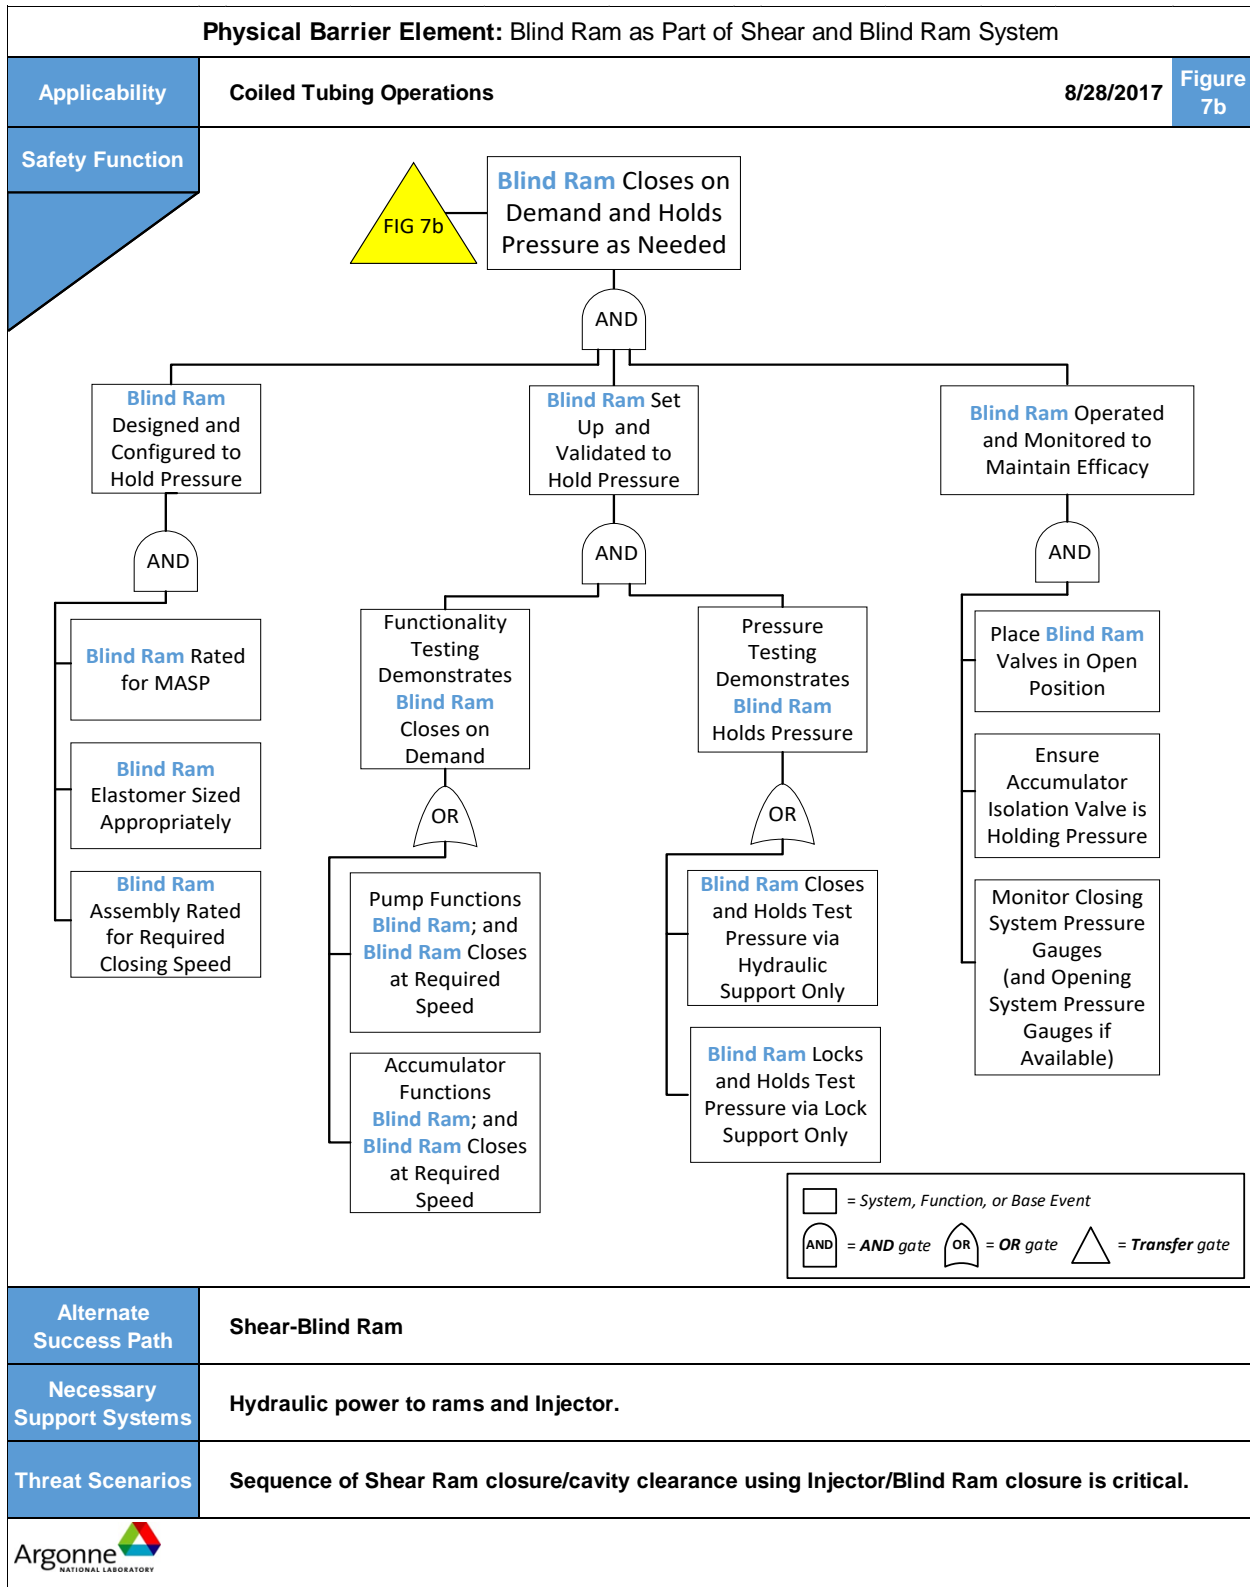 Physical Barrier Element: Blind Ram as Part of Shear and Blind Ram System
Applicability
Coiled Tubing Operations
8/28/2017
Figure
7b
Safety Function
FIG 7b
Blind Ram Closes on
Demand and Holds
Pressure as Needed
AND
Blind Ram
Designed and
Configured to
Hold Pressure
Blind Ram Set
Up and
Validated to
Hold Pressure
Blind Ram Operated
and Monitored to
Maintain Efficacy
AND
AND
AND
Blind Ram Rated
for MASP
Blind Ram
Elastomer Sized
Appropriately
Blind Ram
Assembly Rated
for Required
Closing Speed
Functionality
Testing
Demonstrates
Blind Ram
Closes on
Demand
OR
Pump Functions
Blind Ram; and
Blind Ram Closes
at Required
Speed
Accumulator
Functions
Blind Ram; and
Blind Ram Closes
at Required
Speed
Pressure
Testing
Demonstrates
Blind Ram
Holds Pressure
OR
Blind Ram Closes
and Holds Test
Pressure via
Hydraulic
Support Only
Blind Ram Locks
and Holds Test
Pressure via Lock
Support Only
Place Blind Ram
Valves in Open
Position
Ensure
Accumulator
Isolation Valve is
Holding Pressure
Monitor Closing
System Pressure
Gauges
(and Opening
System Pressure
Gauges if
Available)
= System, Function, or Base Event
AND = AND gate OR = OR gate = Transfer gate
Alternate
Success Path
Shear-Blind Ram
Necessary
Support Systems
Hydraulic power to rams and Injector.
Threat Scenarios
Sequence of Shear Ram closure/cavity clearance using Injector/Blind Ram closure is critical.
Argonne
NATIONAL LABORATORY